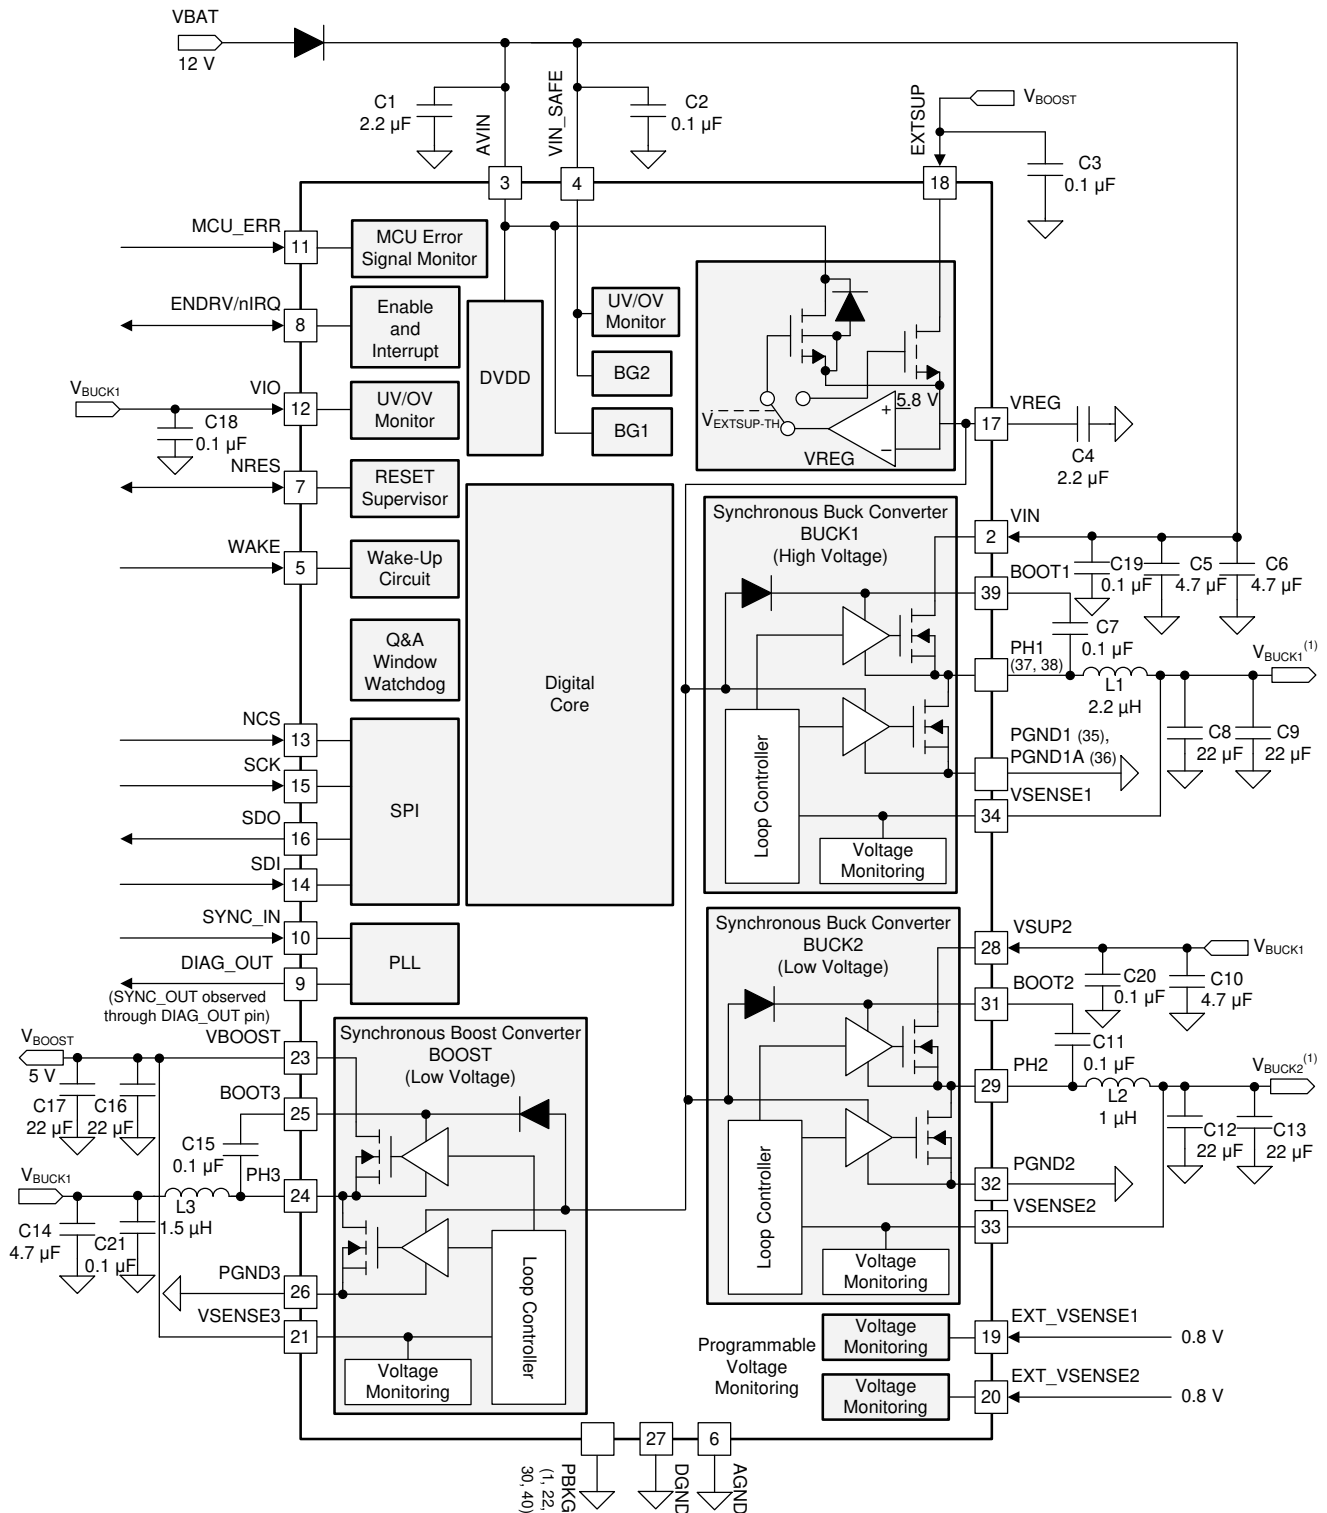 VBAT
12 V
C1
2.2 µF
AVIN
VIN_SAFE
C2
0.1 µF
EXTSUP
VBOOST
C3
0.1 µF
3
4
18
MCU_ERR
11
MCU Error
Signal Monitor
ENDRV/nIRQ
8
Enable
and
Interrupt
VBUCK1
VIO
12
UV/OV
Monitor
C18
0.1 µF
NRES
7
RESET
Supervisor
WAKE
5
Wake-Up
Circuit
Q&A
Window
Watchdog
DVDD
UV/OV
Monitor
BG2
BG1
5.8 V
+
−
VEXTSUP-TH
VREG
17
VREG
C4
2.2 µF
Digital
Core
NCS
13
SCK
15
SDO
16
SDI
14
SPI
SYNC_IN
10
DIAG_OUT
9
PLL
(SYNC_OUT observed
through DIAG_OUT pin)
Synchronous Buck Converter
BUCK1
(High Voltage)
Loop Controller
Voltage
Monitoring
2
VIN
39
BOOT1
C19
0.1 µF
C5
4.7 µF
C6
4.7 µF
C7
0.1 µF
PH1
(37, 38)
L1
2.2 µH
VBUCK1(1)
C8
22 µF
C9
22 µF
PGND1 (35),
PGND1A (36)
VSENSE1
34
Synchronous Buck Converter
BUCK2
(Low Voltage)
Loop Controller
Voltage
Monitoring
VSUP2
28
VBUCK1
C20
0.1 µF
C10
4.7 µF
BOOT2
31
C11
0.1 µF
PH2
29
L2
1 µH
VBUCK2(1)
C12
22 µF
C13
22 µF
PGND2
32
VSENSE2
33
VBOOST
5 V
VBOOST
23
C17
22 µF
C16
22 µF
BOOT3
25
C15
0.1 µF
VBUCK1
PH3
24
L3
1.5 µH
C14
4.7 µF
C21
0.1 µF
PGND3
26
VSENSE3
21
Synchronous Boost Converter
BOOST
(Low Voltage)
Loop Controller
Voltage
Monitoring
Programmable
Voltage
Monitoring
Voltage
Monitoring
19
EXT_VSENSE1
0.8 V
Voltage
Monitoring
20
EXT_VSENSE2
0.8 V
27
6
PBKG
(1, 22,
30, 40)
DGND
AGND